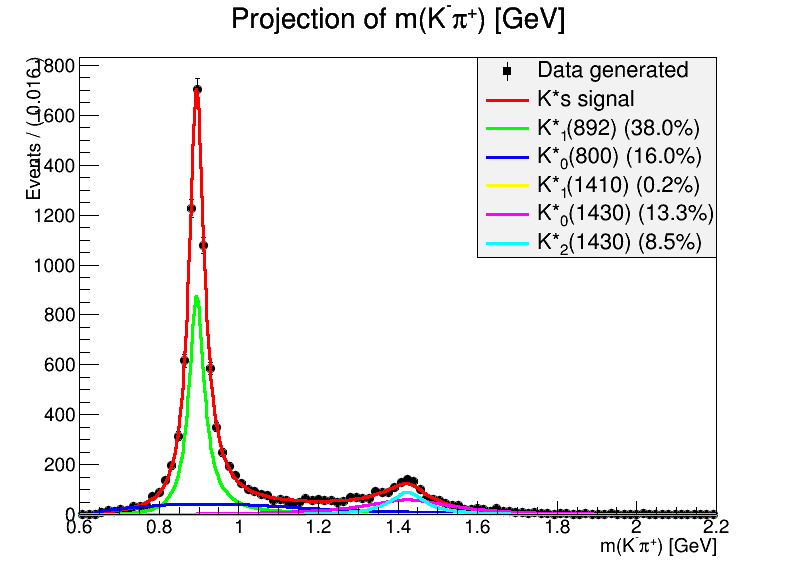 Projection of m(K⁻π⁺) [GeV]
Events / ( 0.016 )
1800
1600
1400
1200
1000
800
600
400
200
0
Data generated
K*s signal
K*₁(892) (38.0%)
K*₀(800) (16.0%)
K*₁(1410) (0.2%)
K*₀(1430) (13.3%)
K*₂(1430) (8.5%)
0.6 0.8 1 1.2 1.4 1.6 1.8 2 2.2
m(K⁻π⁺) [GeV]